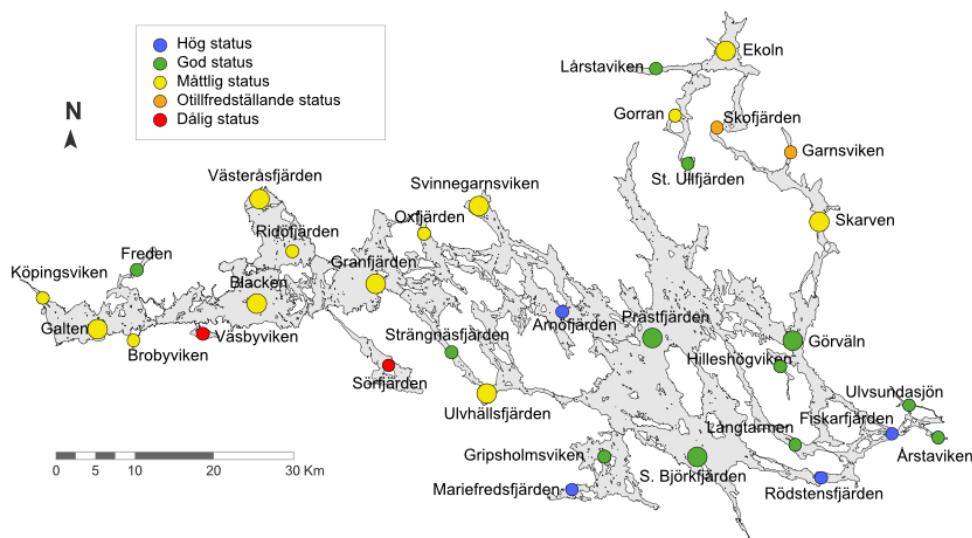 Hög status
God status
Måttlig status
Otillfredställande status
Dålig status
N
Ekoln
Lårstaviken
Gorran
Skofjärden
Garnsviken
St. Ullfjärden
Västeråsfjärden
Svinnegarnsviken
Oxfjärden
Skarven
Ridöfjärden
Freden
Granfjärden
Köpingsviken
Blacken
Galten
Arnöfjärden
Prästfjärden
Görväln
Strängnäsfjärden
Väsbyviken
Brobyviken
Hilleshögviken
Sörfjärden
Ulvhällsfjärden
Ulvsundasjön
Fiskarfjärden
Långtarmen
Årstaviken
Gripsholmsviken
S. Björkfjärden
Mariefredsfjärden
Rödstensfjärden
0 5 10 20 30 Km